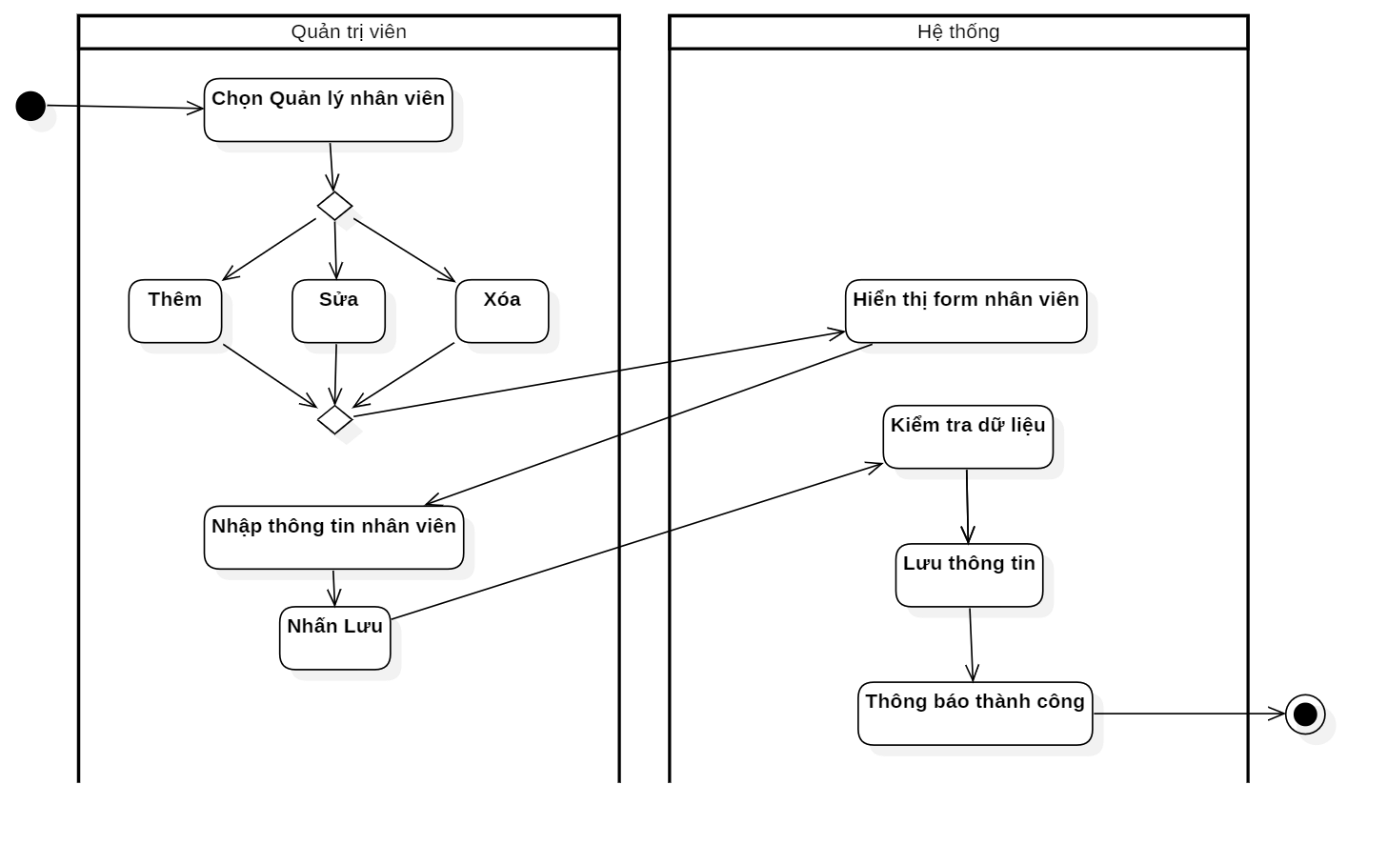 Quản trị viên
Hệ thống
Chọn Quản lý nhân viên
Thêm
Sửa
Xóa
Hiển thị form nhân viên
Kiểm tra dữ liệu
Nhập thông tin nhân viên
Lưu thông tin
Nhấn Lưu
Thông báo thành công